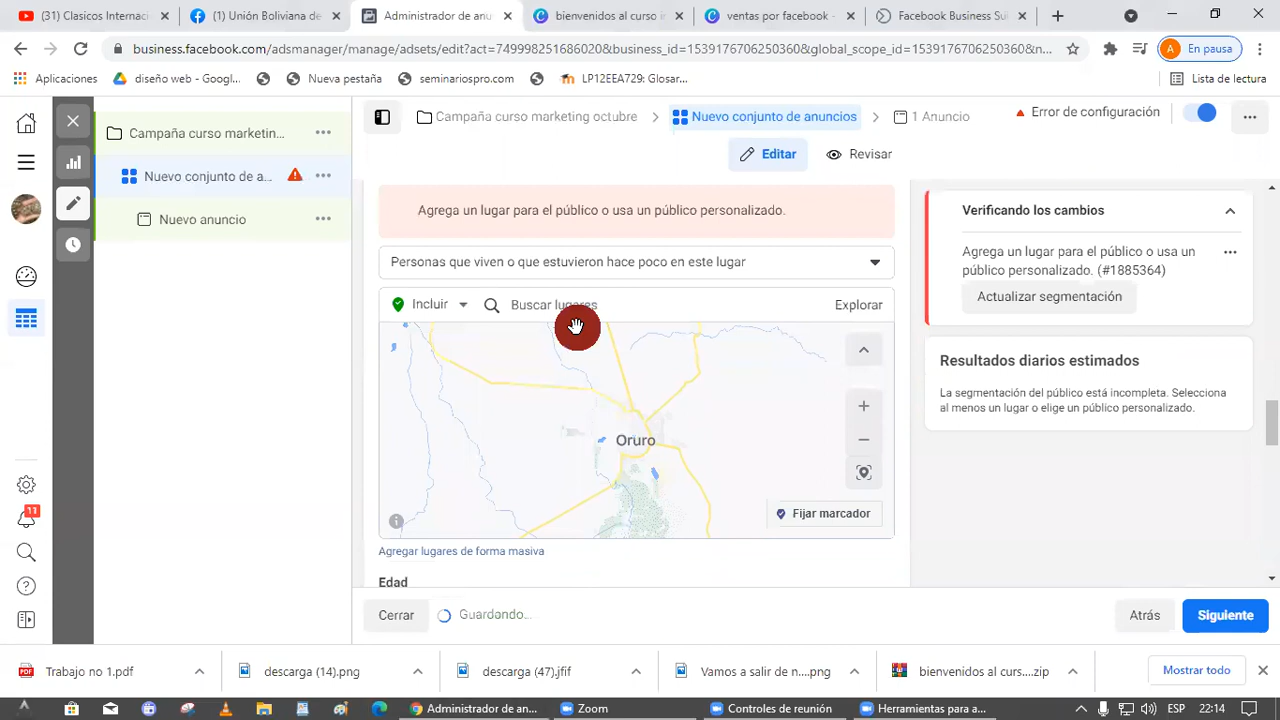 (31) Clasicos Internaci
(1) Unión Boliviana de
Administrador de anu
bienvenidos al curso i
ventas por facebook -
Facebook Business Sui
business.facebook.com/adsmanager/manage/adsets/edit?act=749998251686020&business_id=1539176706250360&global_scope_id=1539176706250360&n...
A En pausa
Aplicaciones
diseño web - Googl...
Nueva pestaña
seminariospro.com
LP12EEA729: Glosar...
Lista de lectura
Campaña curso marketin...
Nuevo conjunto de a...
Nuevo anuncio
11
Campaña curso marketing octubre
Nuevo conjunto de anuncios
1 Anuncio
Error de configuración
Editar
Revisar
Agrega un lugar para el público o usa un público personalizado.
Personas que viven o que estuvieron hace poco en este lugar
Incluir
Buscar lugares
Explorar
Oruro
Fijar marcador
Agregar lugares de forma masiva
Edad
Verificando los cambios
Agrega un lugar para el público o usa un
público personalizado. (#1885364)
Actualizar segmentación
Resultados diarios estimados
La segmentación del público está incompleta. Selecciona
al menos un lugar o elige un público personalizado.
Cerrar
Guardando...
Atrás
Siguiente
Trabajo no 1.pdf
descarga (14).png
descarga (47).jfif
Vamos a salir de n....png
bienvenidos al curs....zip
Mostrar todo
Administrador de an...
Zoom
Controles de reunión
Herramientas para a...
ESP
22:14